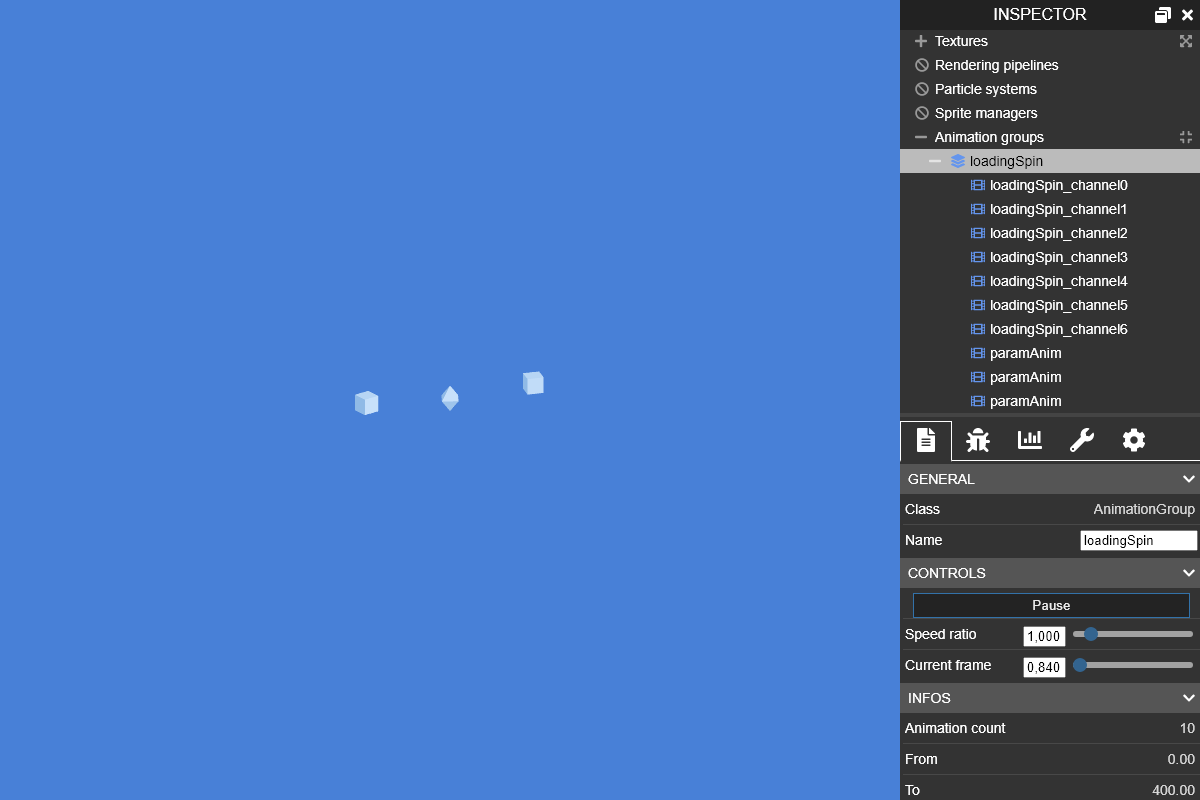 INSPECTOR
Textures
Rendering pipelines
Particle systems
Sprite managers
Animation groups
loadingSpin
loadingSpin_channel0
loadingSpin_channel1
loadingSpin_channel2
loadingSpin_channel3
loadingSpin_channel4
loadingSpin_channel5
loadingSpin_channel6
paramAnim
paramAnim
paramAnim
GENERAL
Class AnimationGroup
Name loadingSpin
CONTROLS
Pause
Speed ratio 1,000
Current frame 0,840
INFOS
Animation count 10
From 0.00
To 400.00